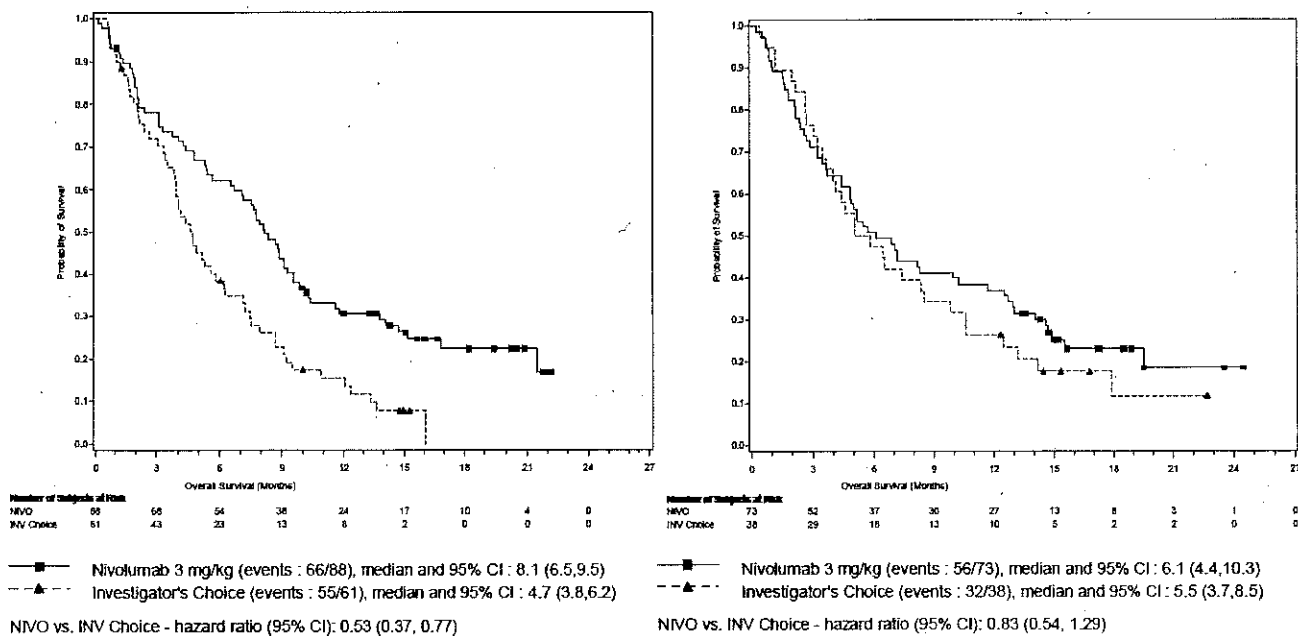 1.0
0.9
0.8
0.7
0.6
0.5
0.4
0.3
0.2
0.1
0.0
Probability of Survival
0 3 6 9 12 15 18 21 24 27
Overall Survival (Months)
Number of Subjects at Risk
NIVO 88 68 54 38 24 17 10 4 0
INV Choice 61 43 23 13 8 2 0 0 0
Nivolumab 3 mg/kg (events : 66/88), median and 95% CI : 8.1 (6.5,9.5)
Investigator's Choice (events : 55/61), median and 95% CI : 4.7 (3.8,6.2)
NIVO vs. INV Choice - hazard ratio (95% CI): 0.53 (0.37, 0.77)
1.0
0.9
0.8
0.7
0.6
0.5
0.4
0.3
0.2
0.1
0.0
Probability of Survival
0 3 6 9 12 15 18 21 24 27
Overall Survival (Months)
Number of Subjects at Risk
NIVO 73 52 37 30 27 13 8 3 1 0
INV Choice 38 29 18 13 10 5 2 2 0 0
Nivolumab 3 mg/kg (events : 56/73), median and 95% CI : 6.1 (4.4,10.3)
Investigator's Choice (events : 32/38), median and 95% CI : 5.5 (3.7,8.5)
NIVO vs. INV Choice - hazard ratio (95% CI): 0.83 (0.54, 1.29)